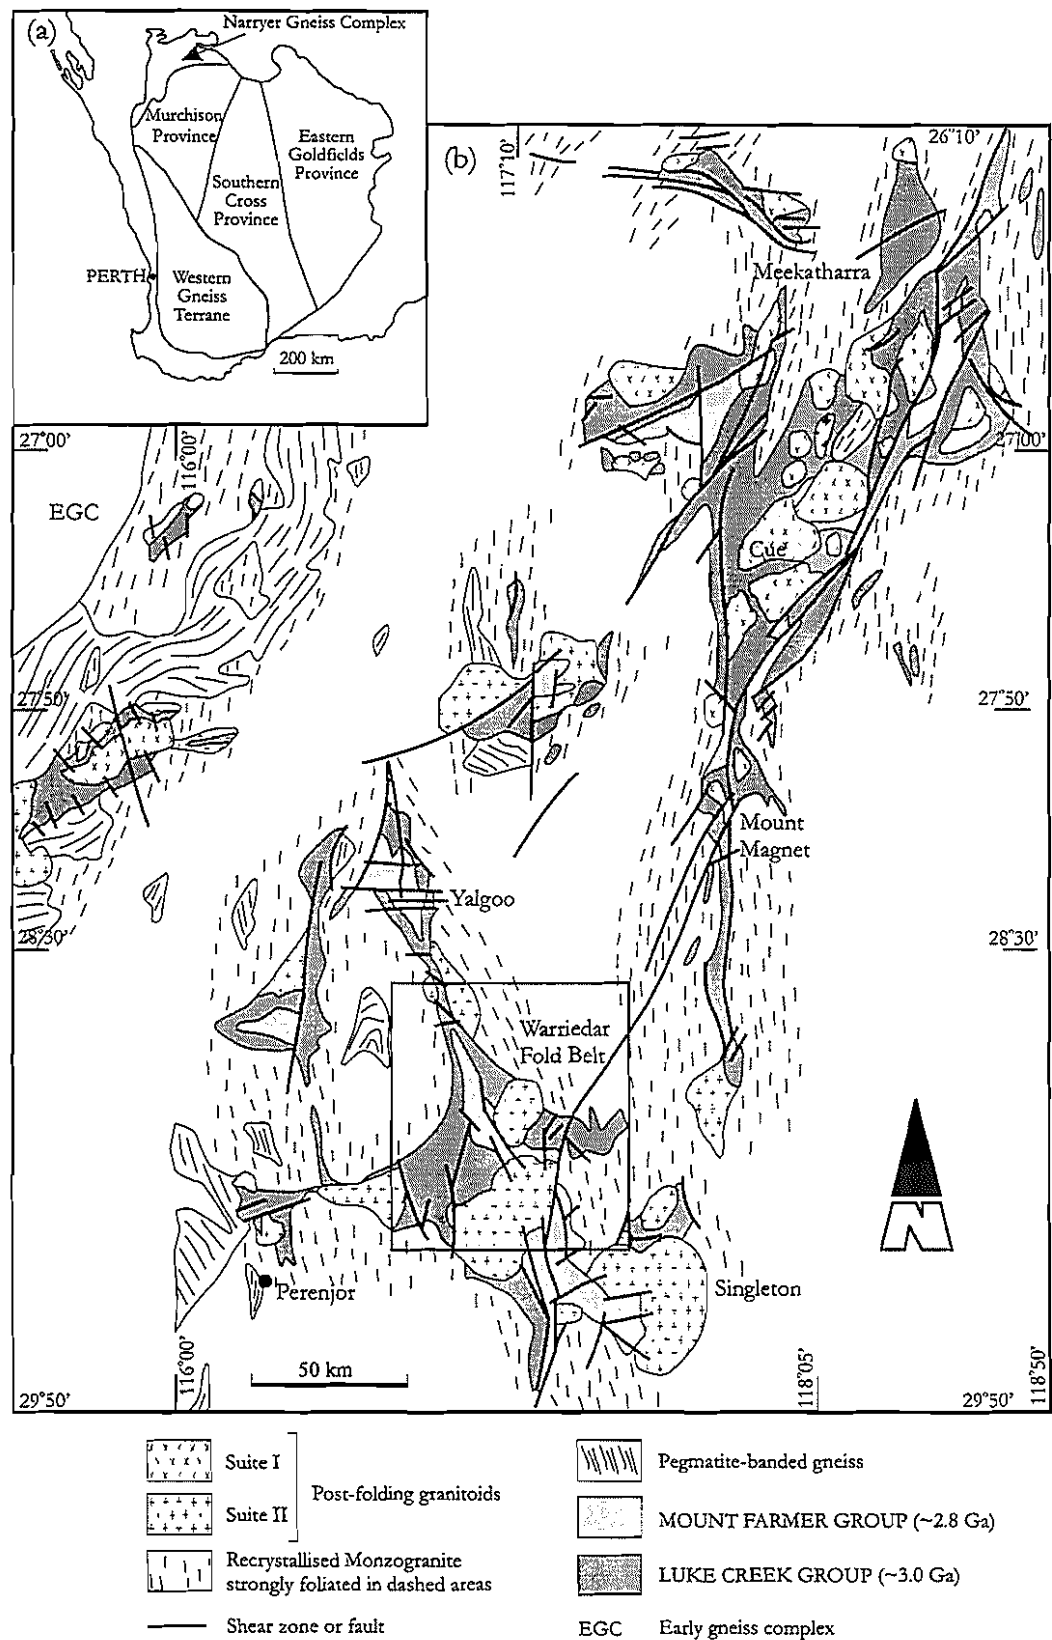 (a)
Narryer Gneiss Complex
Murchison
Province
Eastern
Goldfields
Province
Southern
Cross
Province
PERTH
Western
Gneiss
Terrane
200 km
(b)
117°10'
26°10'
Meekatharra
27°00'
116°00'
27°00'
EGC
Cue
27°50'
27°50'
Mount
Magnet
Yalgoo
28°30'
28°30'
Warriedar
Fold Belt
N
Perenjor
Singleton
50 km
116°00'
118°05'
118°50'
29°50'
29°50'
Suite I
Suite II
Post-folding granitoids
Recrystallised Monzogranite
strongly foliated in dashed areas
Shear zone or fault
Pegmatite-banded gneiss
MOUNT FARMER GROUP (~2.8 Ga)
LUKE CREEK GROUP (~3.0 Ga)
EGC Early gneiss complex